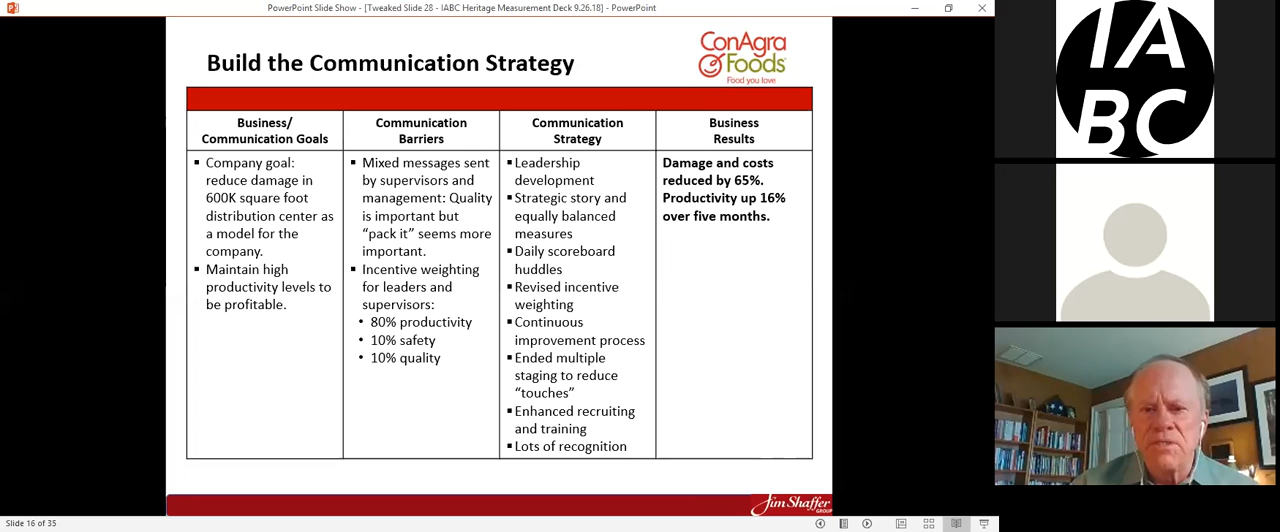 PowerPoint Slide Show - [Tweaked Slide 28 - IABC Heritage Measurement Deck 9.26.18] - PowerPoint
Build the Communication Strategy
ConAgra
Foods
Food you love
Business/
Communication Goals
Communication
Barriers
Communication
Strategy
Business
Results
▪ Company goal:
reduce damage in
600K square foot
distribution center as
a model for the
company.
▪ Maintain high
productivity levels to
be profitable.
▪ Mixed messages sent
by supervisors and
management: Quality
is important but
“pack it” seems more
important.
▪ Incentive weighting
for leaders and
supervisors:
• 80% productivity
• 10% safety
• 10% quality
▪ Leadership
development
▪ Strategic story and
equally balanced
measures
▪ Daily scoreboard
huddles
▪ Revised incentive
weighting
▪ Continuous
improvement process
▪ Ended multiple
staging to reduce
“touches”
▪ Enhanced recruiting
and training
▪ Lots of recognition
Damage and costs
reduced by 65%.
Productivity up 16%
over five months.
Jim Shaffer
GROUP
Slide 16 of 35
IA
BC